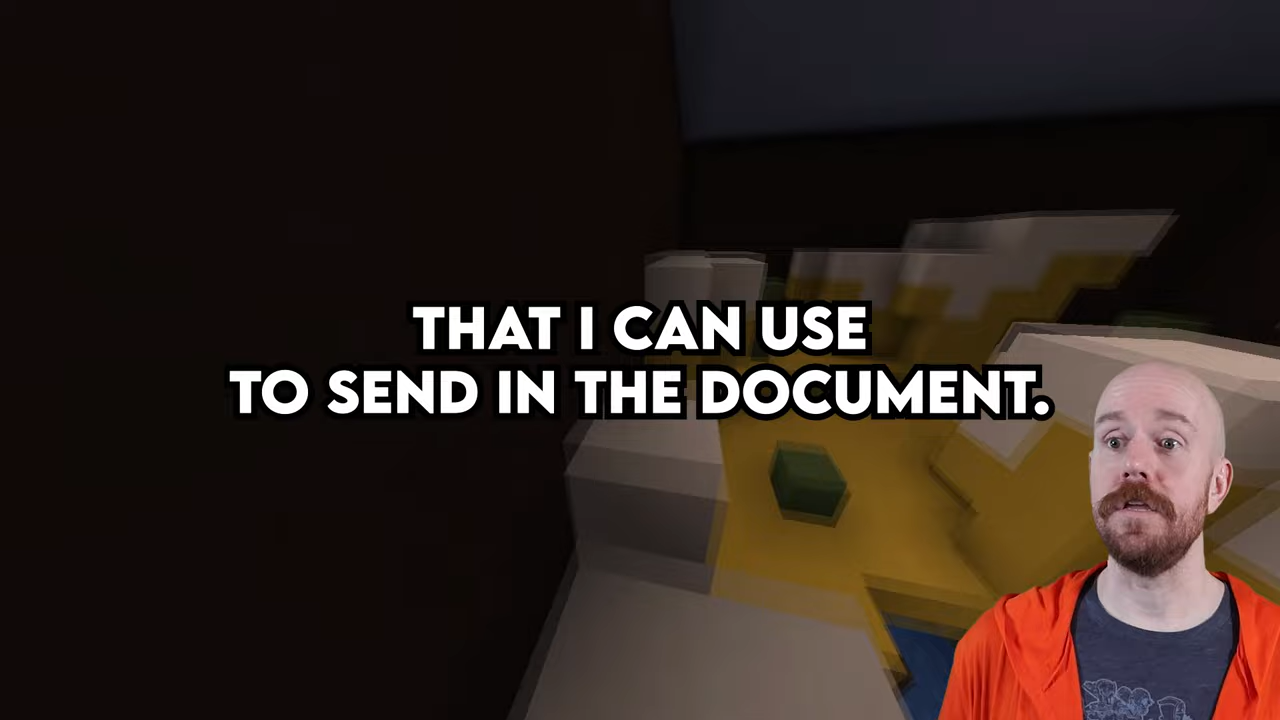 THAT I CAN USE
TO SEND IN THE DOCUMENT.